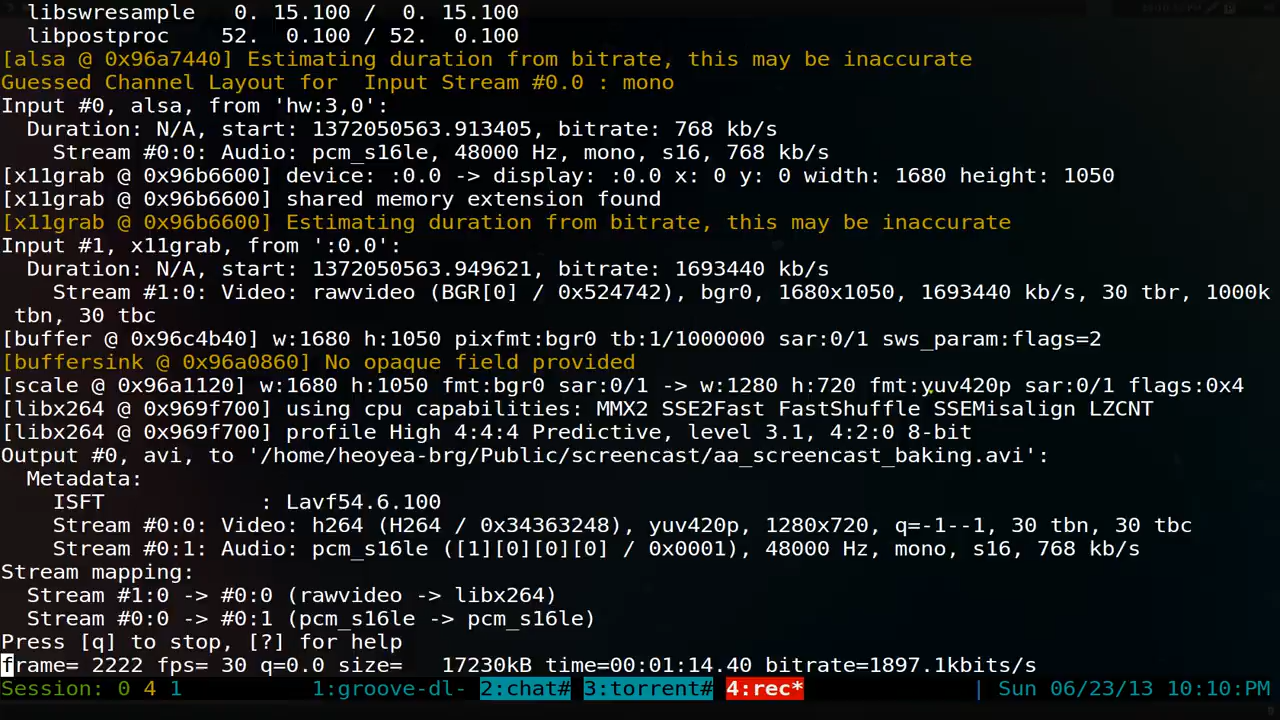 libswresample   0. 15.100 /  0. 15.100
libpostproc    52.  0.100 / 52.  0.100
[alsa @ 0x96a7440] Estimating duration from bitrate, this may be inaccurate
Guessed Channel Layout for  Input Stream #0.0 : mono
Input #0, alsa, from 'hw:3,0':
Duration: N/A, start: 1372050563.913405, bitrate: 768 kb/s
Stream #0:0: Audio: pcm_s16le, 48000 Hz, mono, s16, 768 kb/s
[x11grab @ 0x96b6600] device: :0.0 -> display: :0.0 x: 0 y: 0 width: 1680 height: 1050
[x11grab @ 0x96b6600] shared memory extension found
[x11grab @ 0x96b6600] Estimating duration from bitrate, this may be inaccurate
Input #1, x11grab, from ':0.0':
Duration: N/A, start: 1372050563.949621, bitrate: 1693440 kb/s
Stream #1:0: Video: rawvideo (BGR[0] / 0x524742), bgr0, 1680x1050, 1693440 kb/s, 30 tbr, 1000k
tbn, 30 tbc
[buffer @ 0x96c4b40] w:1680 h:1050 pixfmt:bgr0 tb:1/1000000 sar:0/1 sws_param:flags=2
[buffersink @ 0x96a0860] No opaque field provided
[scale @ 0x96a1120] w:1680 h:1050 fmt:bgr0 sar:0/1 -> w:1280 h:720 fmt:yuv420p sar:0/1 flags:0x4
[libx264 @ 0x969f700] using cpu capabilities: MMX2 SSE2Fast FastShuffle SSEMisalign LZCNT
[libx264 @ 0x969f700] profile High 4:4:4 Predictive, level 3.1, 4:2:0 8-bit
Output #0, avi, to '/home/heoyea-brg/Public/screencast/aa_screencast_baking.avi':
Metadata:
ISFT            : Lavf54.6.100
Stream #0:0: Video: h264 (H264 / 0x34363248), yuv420p, 1280x720, q=-1--1, 30 tbn, 30 tbc
Stream #0:1: Audio: pcm_s16le ([1][0][0][0] / 0x0001), 48000 Hz, mono, s16, 768 kb/s
Stream mapping:
Stream #1:0 -> #0:0 (rawvideo -> libx264)
Stream #0:0 -> #0:1 (pcm_s16le -> pcm_s16le)
Press [q] to stop, [?] for help
frame= 2222 fps= 30 q=0.0 size=   17230kB time=00:01:14.40 bitrate=1897.1kbits/s
Session: 0 4 1 1:groove-dl- 2:chat# 3:torrent# 4:rec* | Sun 06/23/13 10:10:PM